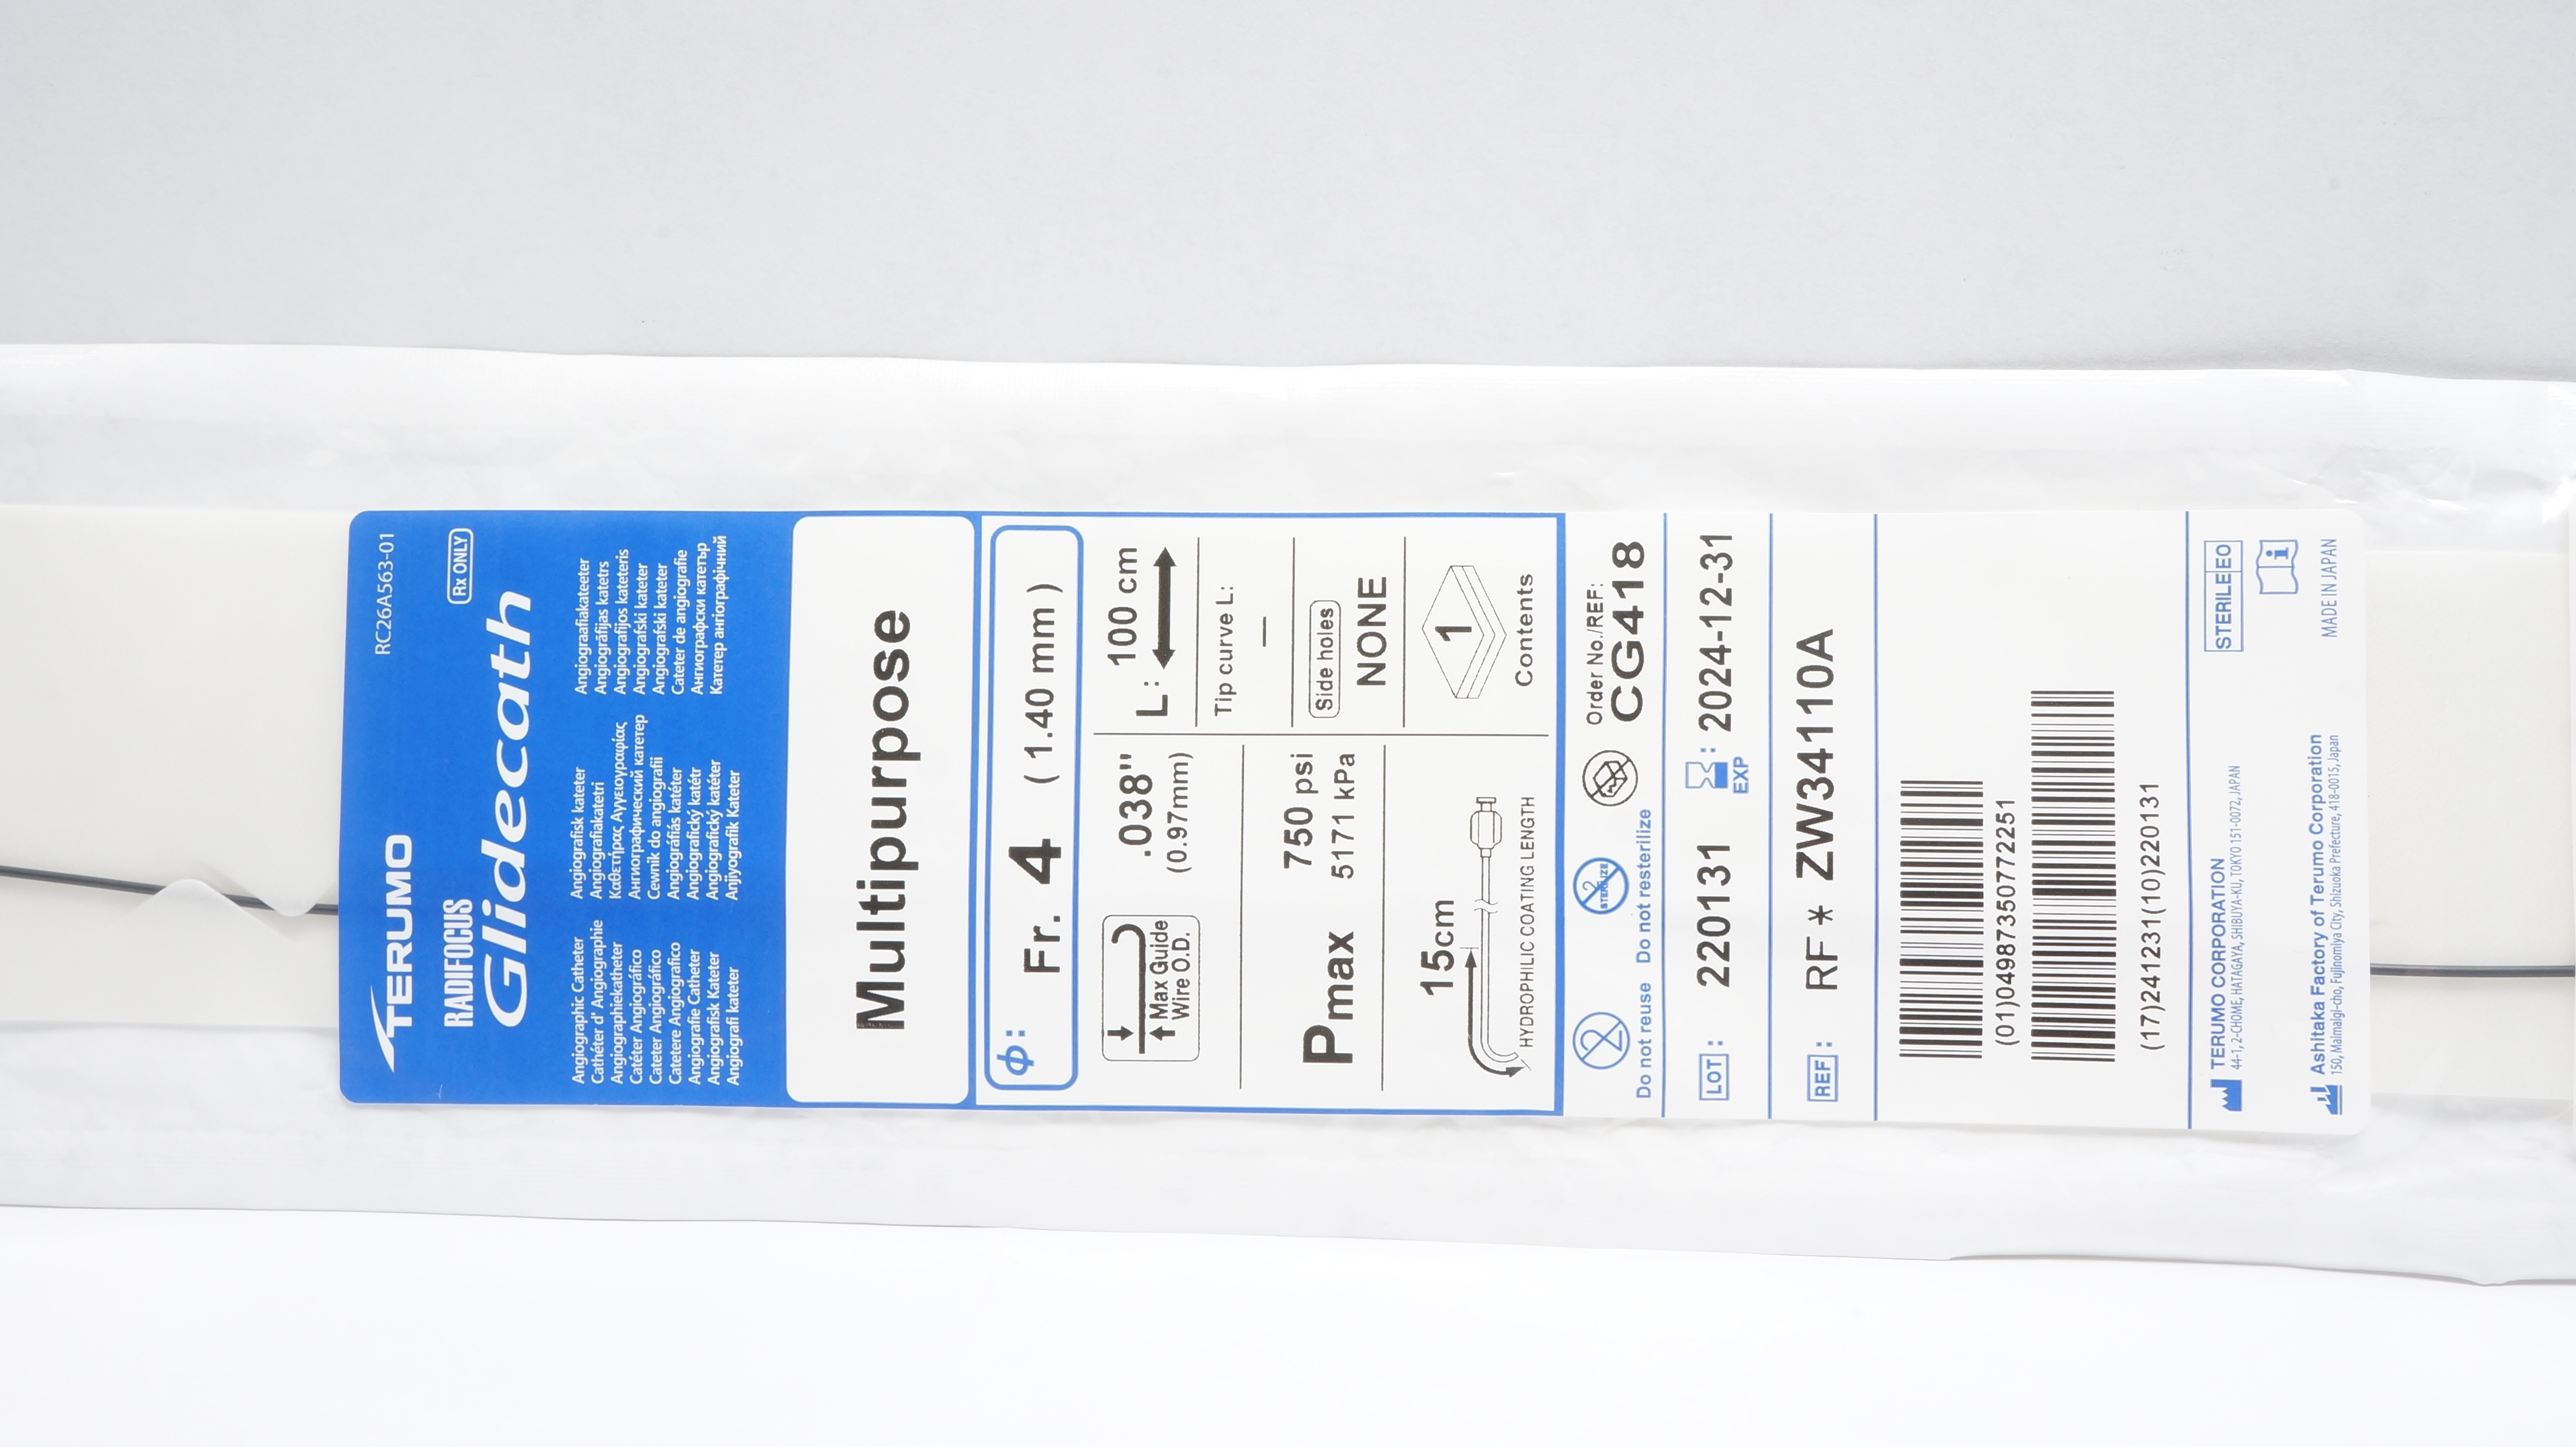 TERUMO
RC26A563-01
RADIFOCUS
Rx ONLY
Glidecath
Angiographic Catheter
Cathéter d' Angiographie
Angiographiekatheter
Catéter Angiográfico
Cateter Angiográfico
Catetere Angiografico
Angiografie Catheter
Angiografisk Kateter
Angiografi kateter
Angiografisk kateter
Angiografiakatetri
Καθετήρας Αγγειογραφίας
Ангиографический катетер
Cewnik do angiografii
Angiográfiás katéter
Angiografický katétr
Angiografický katéter
Anjiyografik Kateter
Angiograafiakateeter
Angiogrāfijas katetrs
Angiografijos kateteris
Angiografski kateter
Angiografski kateter
Cateter de angiografie
Ангиографски катетър
Катетер ангіографічний
Multipurpose
ϕ: Fr. 4 ( 1.40 mm )
Max Guide
Wire O.D.
.038"
(0.97mm)
Pmax
750 psi
5171 kPa
15cm
HYDROPHILIC COATING LENGTH
L: 100 cm
Tip curve L:
—
Side holes
NONE
1
Contents
2
2
STERILIZE
Do not reuse Do not resterilize
Order No./REF:
CG418
LOT : 220131
EXP : 2024-12-31
REF : RF * ZW34110A
(01)04987350772251
(17)241231(10)220131
TERUMO CORPORATION
44-1, 2-CHOME, HATAGAYA, SHIBUYA-KU, TOKYO 151-0072, JAPAN
STERILE EO
i
Ashitaka Factory of Terumo Corporation
150, Maimaigi-cho, Fujinomiya City, Shizuoka Prefecture, 418-0015, Japan
MADE IN JAPAN